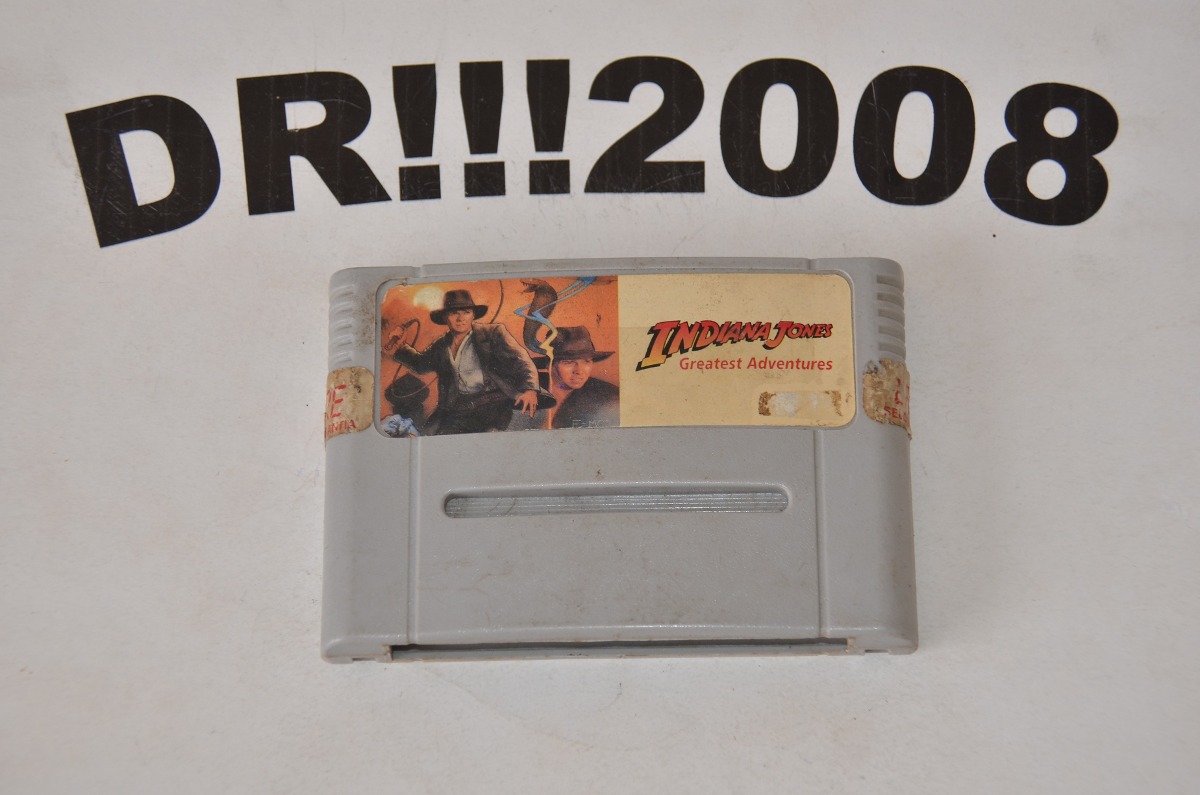 DR!!!2008
INDIANA JONES
Greatest Adventures